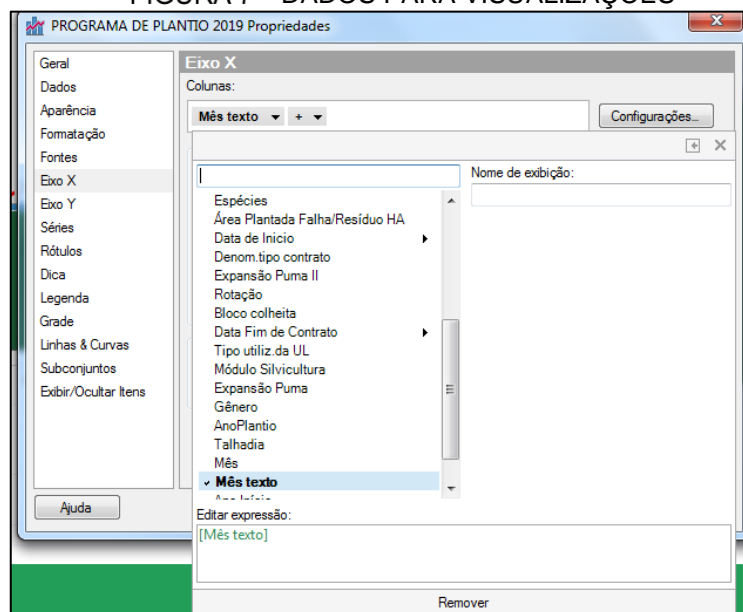 FIGURA 7 – DADOS PARA VISUALIZAÇÕES
PROGRAMA DE PLANTIO 2019 Propriedades
Geral
Dados
Aparência
Formatação
Fontes
Eixo X
Eixo Y
Séries
Rótulos
Dica
Legenda
Grade
Linhas & Curvas
Subconjuntos
Exibir/Ocultar Itens
Ajuda
Eixo X
Colunas:
Mês texto +
Configurações...
Nome de exibição:
Espécies
Área Plantada Falha/Resíduo HA
Data de Inicio
Denom.tipo contrato
Expansão Puma II
Rotação
Bloco colheita
Data Fim de Contrato
Tipo utiliz.da UL
Módulo Silvicultura
Expansão Puma
Gênero
AnoPlantio
Talhadia
Mês
Mês texto
Ano Início
Editar expressão:
[Mês texto]
Remover